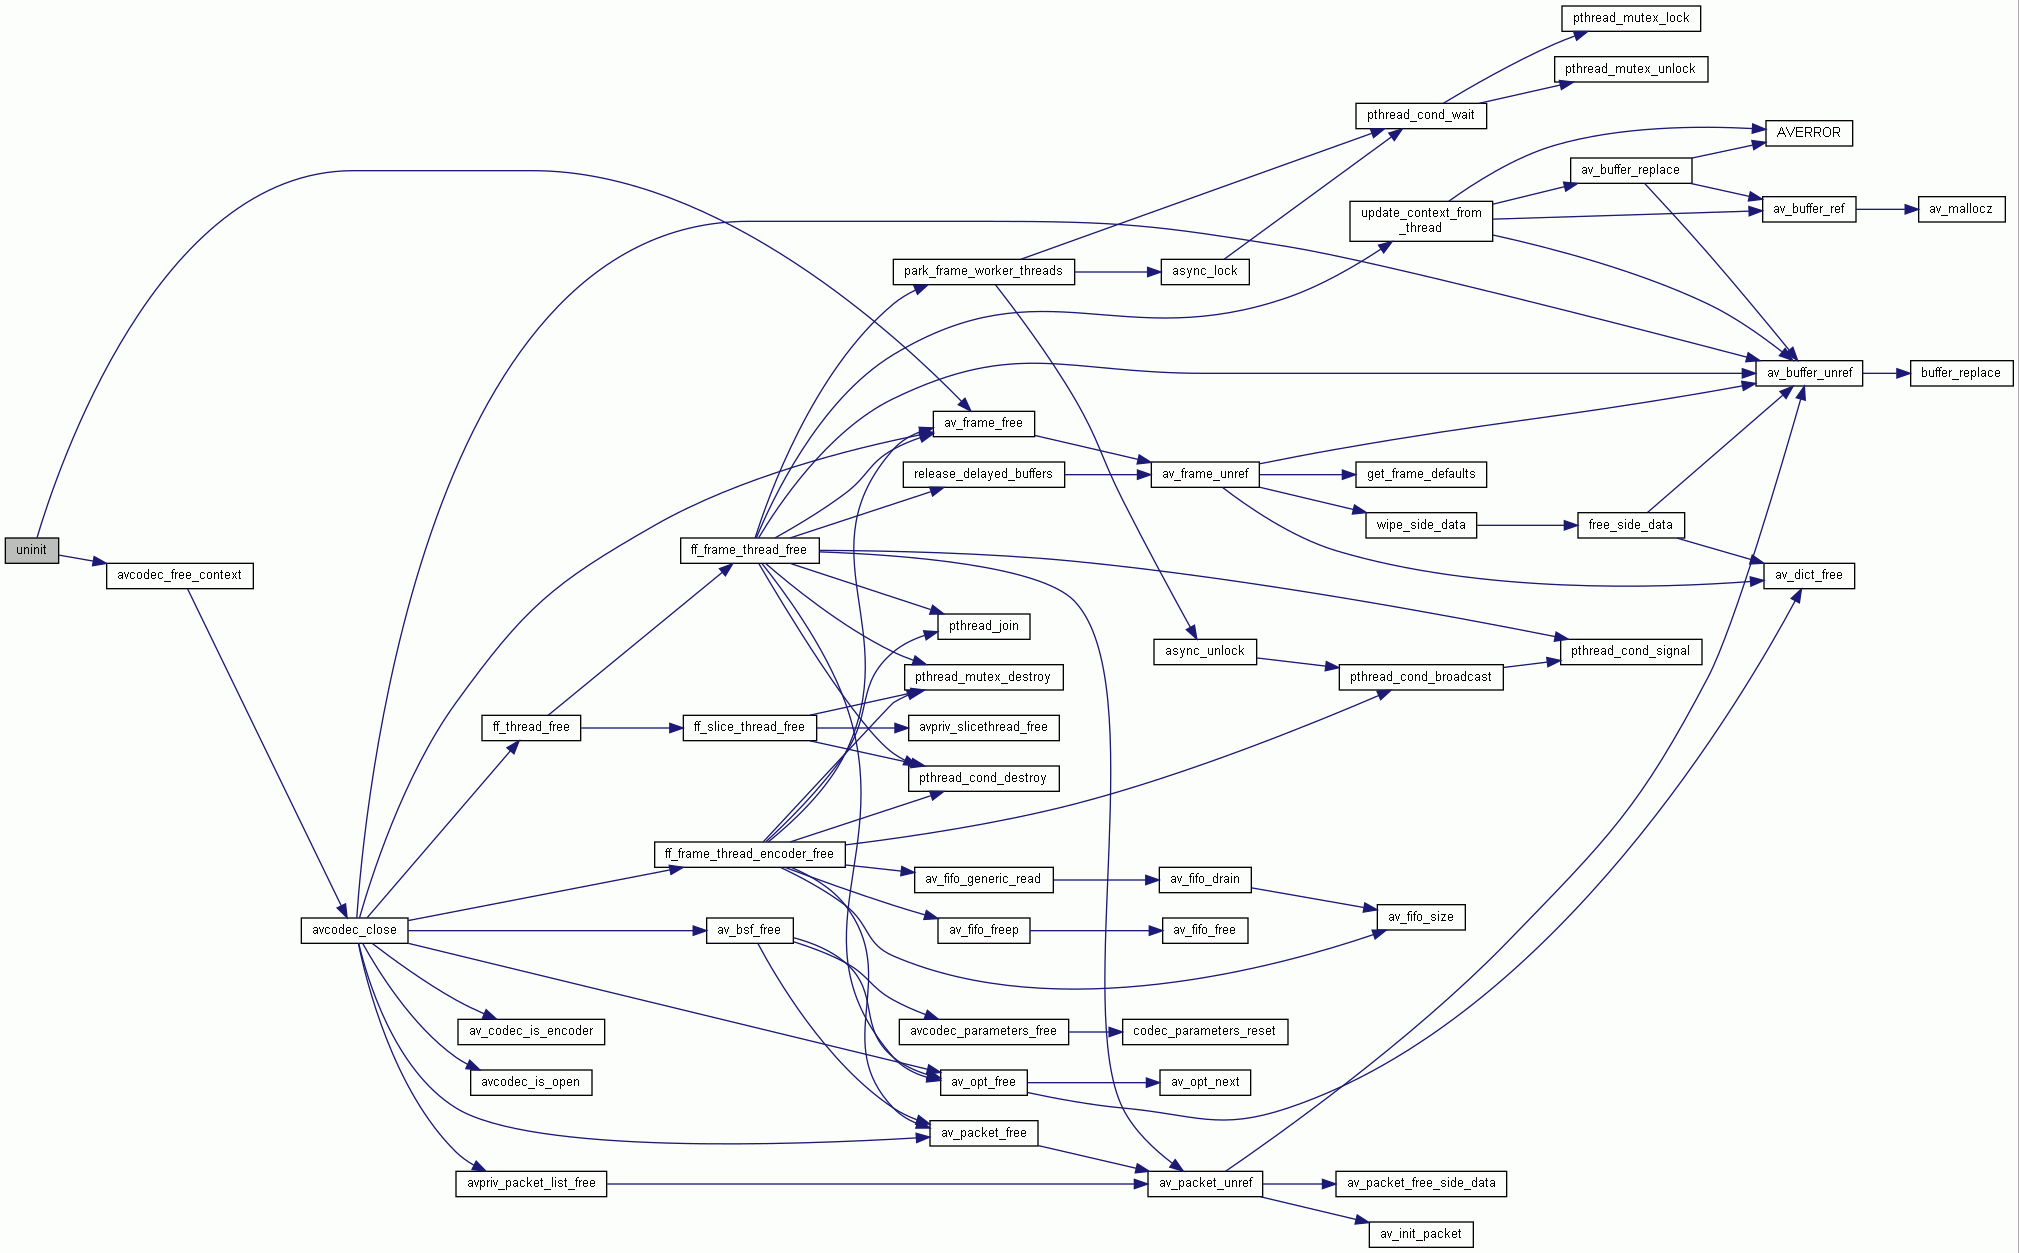 pthread_mutex_lock
pthread_mutex_unlock
pthread_cond_wait
AVERROR
av_buffer_replace
update_context_from
_thread
av_buffer_ref
av_mallocz
park_frame_worker_threads
async_lock
av_buffer_unref
buffer_replace
av_frame_free
release_delayed_buffers
av_frame_unref
get_frame_defaults
wipe_side_data
free_side_data
uninit
ff_frame_thread_free
avcodec_free_context
av_dict_free
pthread_join
async_unlock
pthread_cond_signal
pthread_mutex_destroy
pthread_cond_broadcast
ff_thread_free
ff_slice_thread_free
avpriv_slicethread_free
pthread_cond_destroy
ff_frame_thread_encoder_free
av_fifo_generic_read
av_fifo_drain
av_fifo_size
avcodec_close
av_bsf_free
av_fifo_freep
av_fifo_free
av_codec_is_encoder
avcodec_parameters_free
codec_parameters_reset
avcodec_is_open
av_opt_free
av_opt_next
av_packet_free
avpriv_packet_list_free
av_packet_unref
av_packet_free_side_data
av_init_packet